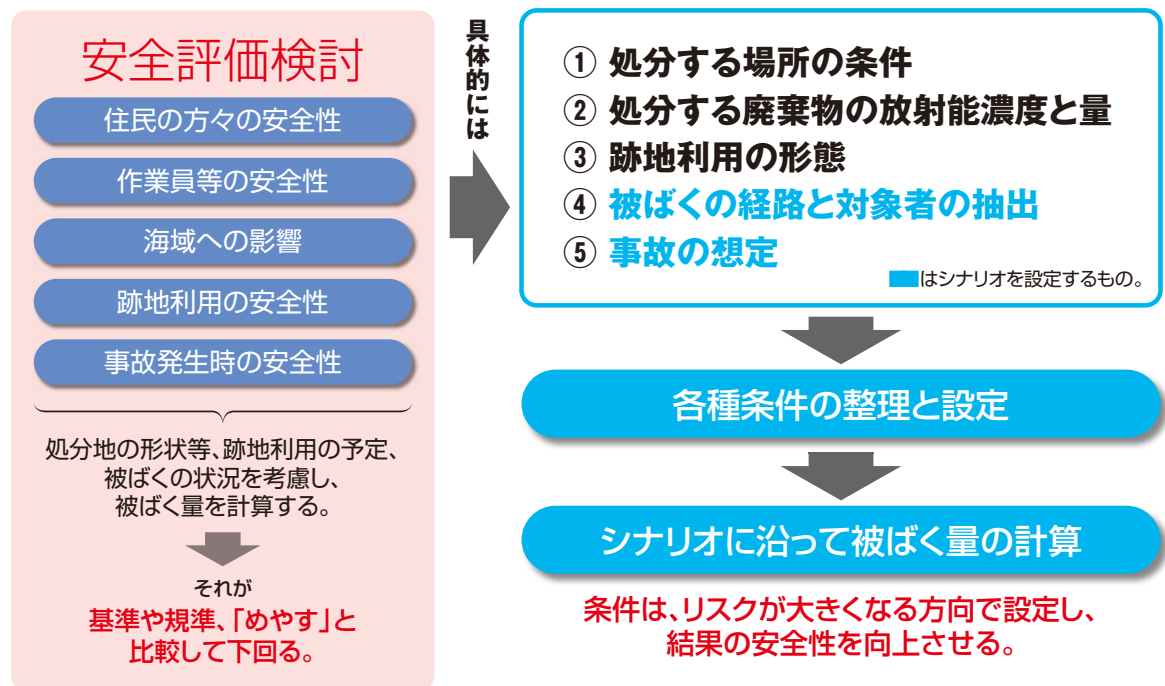 安全評価検討
住民の方々の安全性
作業員等の安全性
海域への影響
跡地利用の安全性
事故発生時の安全性
処分地の形状等、跡地利用の予定、
被ばくの状況を考慮し、
被ばく量を計算する。
それが
基準や規準、「めやす」と
比較して下回る。
具体的には
① 処分する場所の条件
② 処分する廃棄物の放射能濃度と量
③ 跡地利用の形態
④ 被ばくの経路と対象者の抽出
⑤ 事故の想定
はシナリオを設定するもの。
各種条件の整理と設定
シナリオに沿って被ばく量の計算
条件は、リスクが大きくなる方向で設定し、
結果の安全性を向上させる。